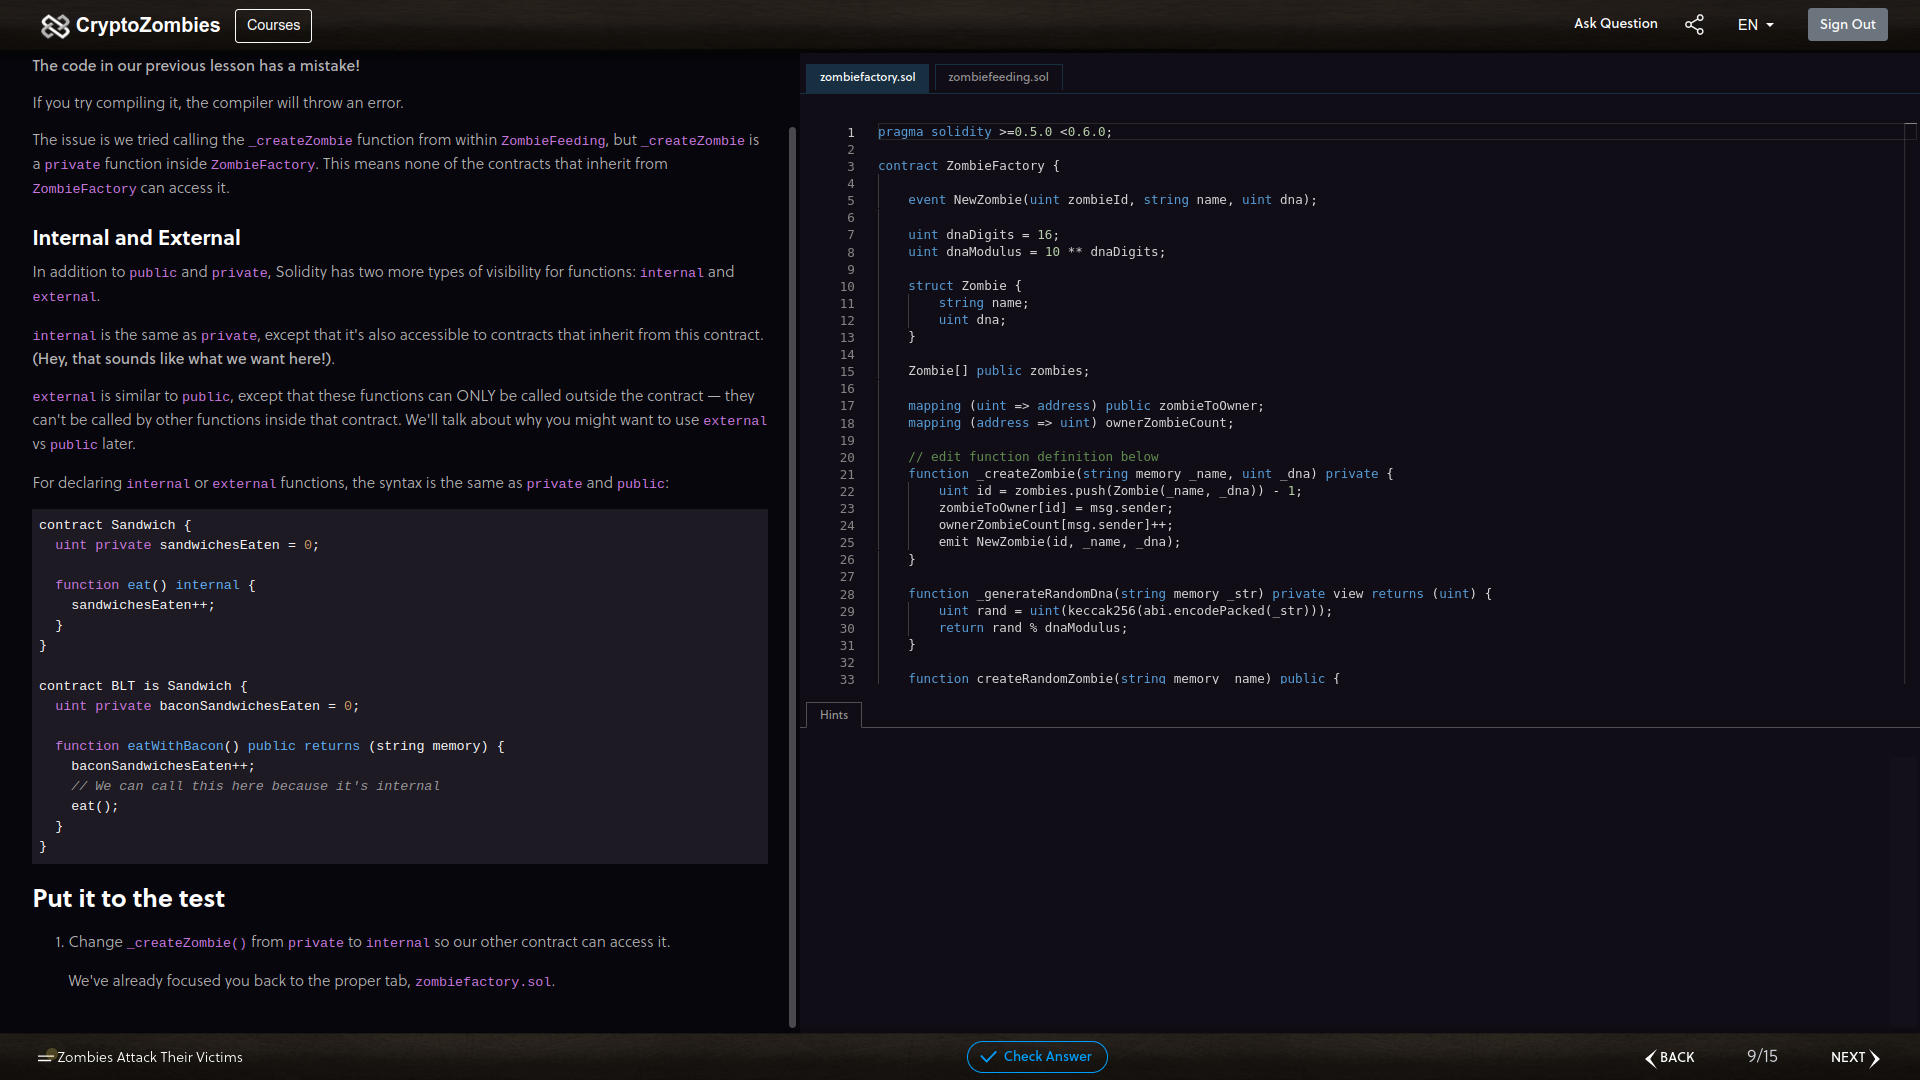 CryptoZombies
Courses
Ask Question
EN
Sign Out
The code in our previous lesson has a mistake!
If you try compiling it, the compiler will throw an error.
The issue is we tried calling the _createZombie function from within ZombieFeeding, but _createZombie is
a private function inside ZombieFactory. This means none of the contracts that inherit from
ZombieFactory can access it.
Internal and External
In addition to public and private, Solidity has two more types of visibility for functions: internal and
external.
internal is the same as private, except that it's also accessible to contracts that inherit from this contract.
(Hey, that sounds like what we want here!).
external is similar to public, except that these functions can ONLY be called outside the contract — they
can't be called by other functions inside that contract. We'll talk about why you might want to use external
vs public later.
For declaring internal or external functions, the syntax is the same as private and public:
contract Sandwich {
uint private sandwichesEaten = 0;
function eat() internal {
sandwichesEaten++;
}
}
contract BLT is Sandwich {
uint private baconSandwichesEaten = 0;
function eatWithBacon() public returns (string memory) {
baconSandwichesEaten++;
// We can call this here because it's internal
eat();
}
}
Put it to the test
1. Change _createZombie() from private to internal so our other contract can access it.
We've already focused you back to the proper tab, zombiefactory.sol.
zombiefactory.sol
zombiefeeding.sol
1 pragma solidity >=0.5.0 <0.6.0;
2
3 contract ZombieFactory {
4
5 event NewZombie(uint zombieId, string name, uint dna);
6
7 uint dnaDigits = 16;
8 uint dnaModulus = 10 ** dnaDigits;
9
10 struct Zombie {
11 string name;
12 uint dna;
13 }
14
15 Zombie[] public zombies;
16
17 mapping (uint => address) public zombieToOwner;
18 mapping (address => uint) ownerZombieCount;
19
20 // edit function definition below
21 function _createZombie(string memory _name, uint _dna) private {
22 uint id = zombies.push(Zombie(_name, _dna)) - 1;
23 zombieToOwner[id] = msg.sender;
24 ownerZombieCount[msg.sender]++;
25 emit NewZombie(id, _name, _dna);
26 }
27
28 function _generateRandomDna(string memory _str) private view returns (uint) {
29 uint rand = uint(keccak256(abi.encodePacked(_str)));
30 return rand % dnaModulus;
31 }
32
33 function createRandomZombie(string memory _name) public {
Hints
Zombies Attack Their Victims
Check Answer
BACK
9/15
NEXT